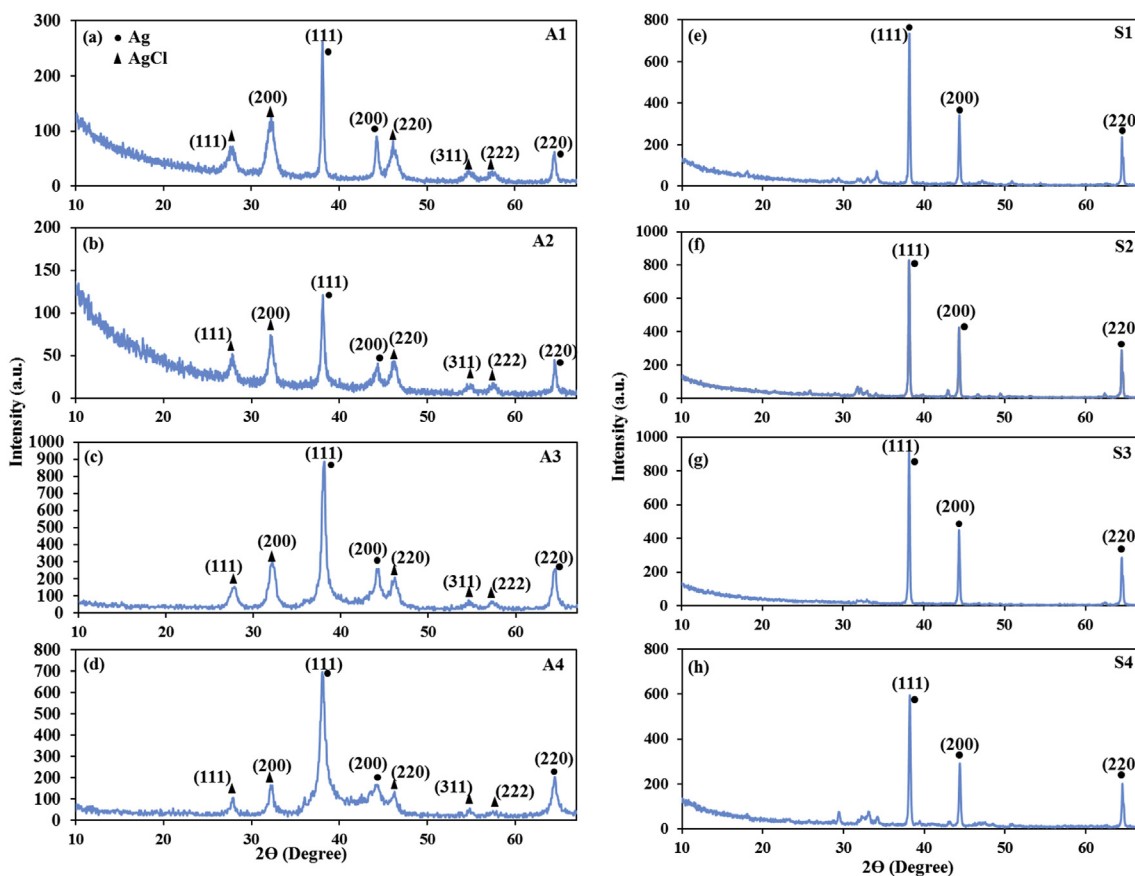 (a) ● Ag A1
▲ AgCl
(111) (200) (111) (200) (220) (311) (222) (220)
300
200
100
0
10 20 30 40 50 60
(b) A2
(111) (200) (111) (200) (220) (311) (222) (220)
200
150
100
50
0
10 20 30 40 50 60
(c) A3
(111) (200) (111) (200) (220) (311) (222) (220)
1000
900
800
700
600
500
400
300
200
100
0
10 20 30 40 50 60
(d) A4
(111) (200) (111) (200) (220) (311) (222) (220)
800
700
600
500
400
300
200
100
0
10 20 30 40 50 60
Intensity (a.u.)
2Ө (Degree)
(e) S1
(111) (200) (220)
800
600
400
200
0
10 20 30 40 50 60
(f) S2
(111) (200) (220)
1000
800
600
400
200
0
10 20 30 40 50 60
(g) S3
(111) (200) (220)
1000
800
600
400
200
0
10 20 30 40 50 60
(h) S4
(111) (200) (220)
800
600
400
200
0
10 20 30 40 50 60
Intensity (a.u.)
2Ө (Degree)